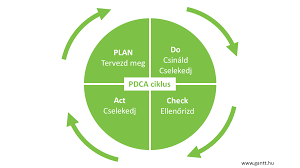 PLAN
Tervezd meg
Do
Csináld
Cselekedj
PDCA ciklus
Act
Cselekedj
Check
Ellenőrizd
www.gantt.hu